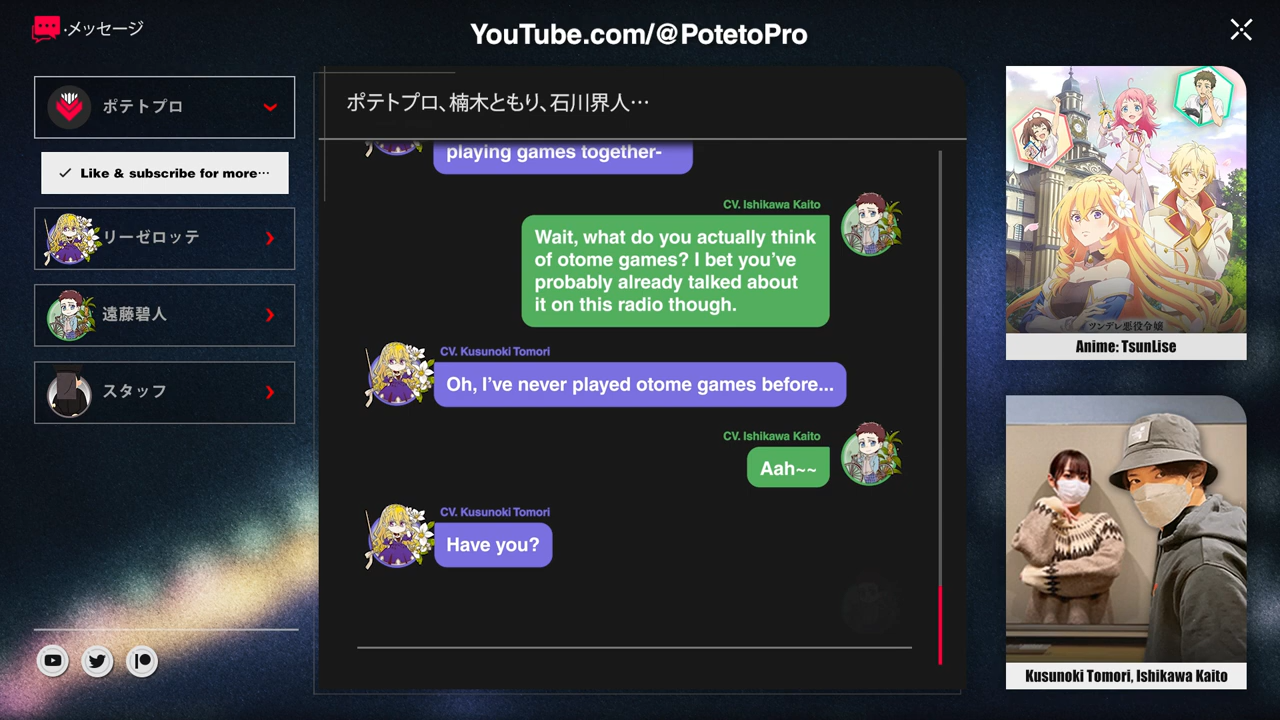 メッセージ
YouTube.com/@PotetoPro
ポテトプロ
Like & subscribe for more…
リーゼロッテ
遠藤碧人
スタッフ
ポテトプロ、楠木ともり、石川界人…
playing games together-
CV. Ishikawa Kaito
Wait, what do you actually think
of otome games? I bet you’ve
probably already talked about
it on this radio though.
CV. Kusunoki Tomori
Oh, I’ve never played otome games before...
CV. Ishikawa Kaito
Aah~~
CV. Kusunoki Tomori
Have you?
ツンデレ悪役令嬢
Anime: TsunLise
Kusunoki Tomori, Ishikawa Kaito